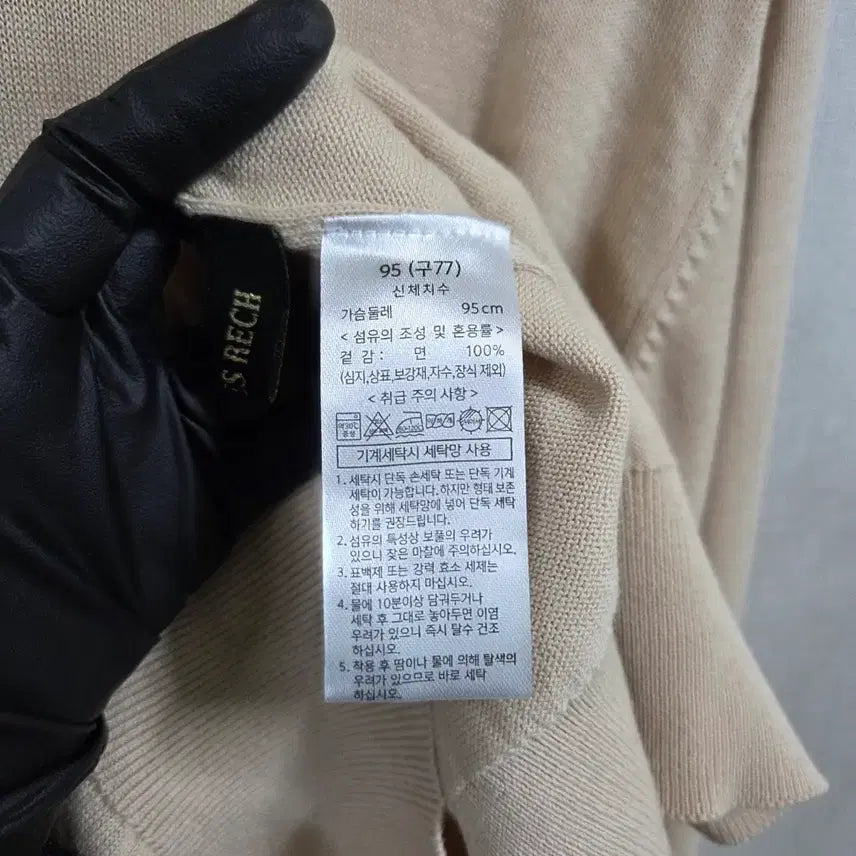 95 (구77)
신체치수
가슴둘레 95cm
< 섬유의 조성 및 혼용률 >
겉감: 면 100%
(심지,상표,보강재,자수,장식 제외)
< 취급 주의 사항 >
약30℃
중성
기계세탁시 세탁망 사용
1. 세탁시 단독 손세탁 또는 단독 기계
세탁이 가능합니다. 하지만 형태 보존
성을 위해 세탁망에 넣어 단독 세탁
하기를 권장드립니다.
2. 섬유의 특성상 보풀의 우려가
있으니 잦은 마찰에 주의하십시오.
3. 표백제 또는 강력 효소 세제는
절대 사용하지 마십시오.
4. 물에 10분이상 담궈두거나
세탁 후 그대로 놓아두면 이염
우려가 있으니 즉시 탈수 건조
하십시오.
5. 착용 후 땀이나 물에 의해 탈색의
우려가 있으므로 바로 세탁
하십시오.
S RECH